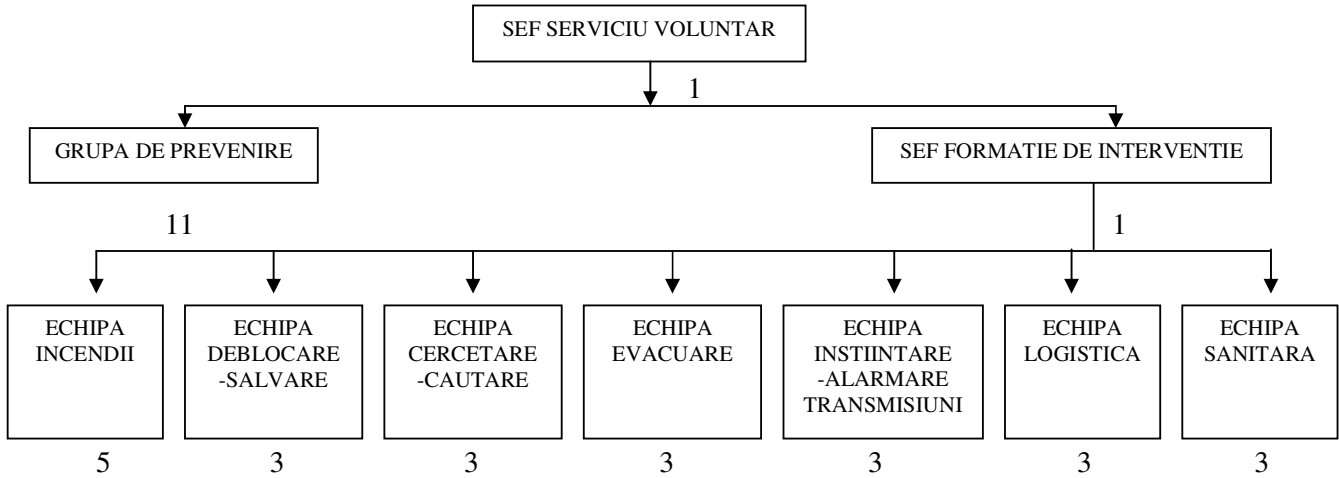 SEF SERVICIU VOLUNTAR
1
GRUPA DE PREVENIRE
SEF FORMATIE DE INTERVENTIE
11
1
ECHIPA
INCENDII
5
ECHIPA
DEBLOCARE
-SALVARE
3
ECHIPA
CERCETARE
-CAUTARE
3
ECHIPA
EVACUARE
3
ECHIPA
INSTIINTARE
-ALARMARE
TRANSMISIUNI
3
ECHIPA
LOGISTICA
3
ECHIPA
SANITARA
3